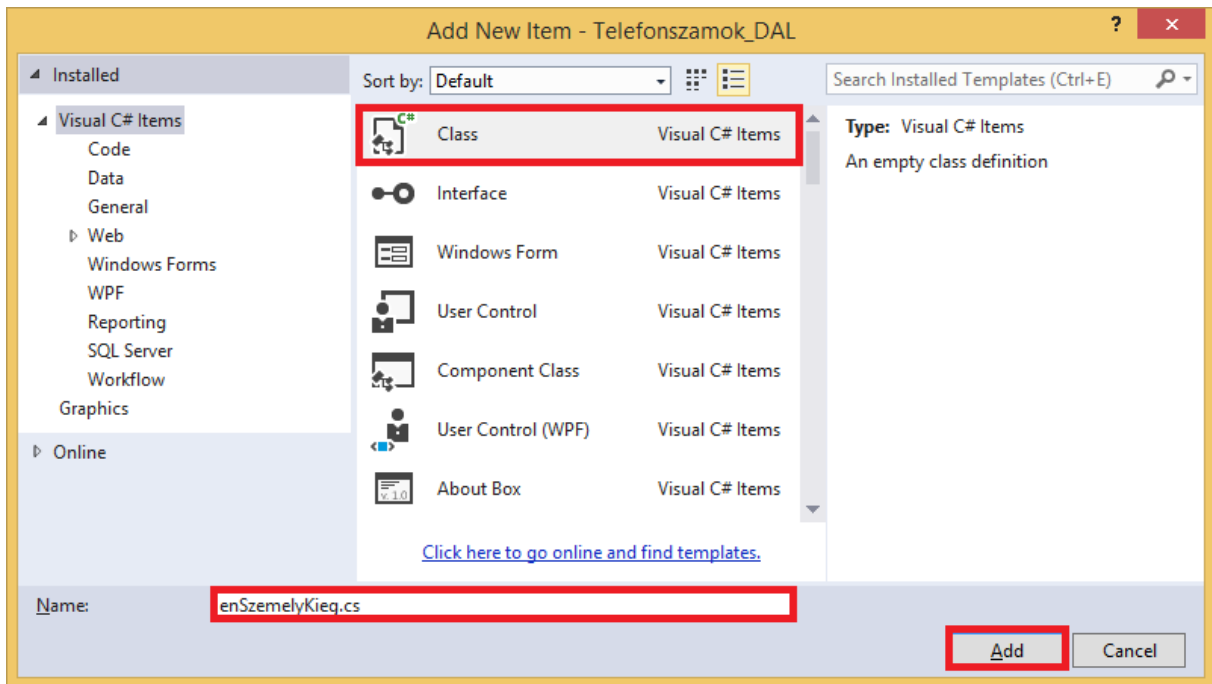 Add New Item - Telefonszamok_DAL
?
Installed
Sort by: Default
Search Installed Templates (Ctrl+E)
Visual C# Items
Code
Data
General
Web
Windows Forms
WPF
Reporting
SQL Server
Workflow
Graphics
Online
C#
Class Visual C# Items
Interface Visual C# Items
Windows Form Visual C# Items
User Control Visual C# Items
Component Class Visual C# Items
User Control (WPF) Visual C# Items
v. 1.0
About Box Visual C# Items
Click here to go online and find templates.
Type: Visual C# Items
An empty class definition
Name: enSzemelyKieg.cs
Add Cancel